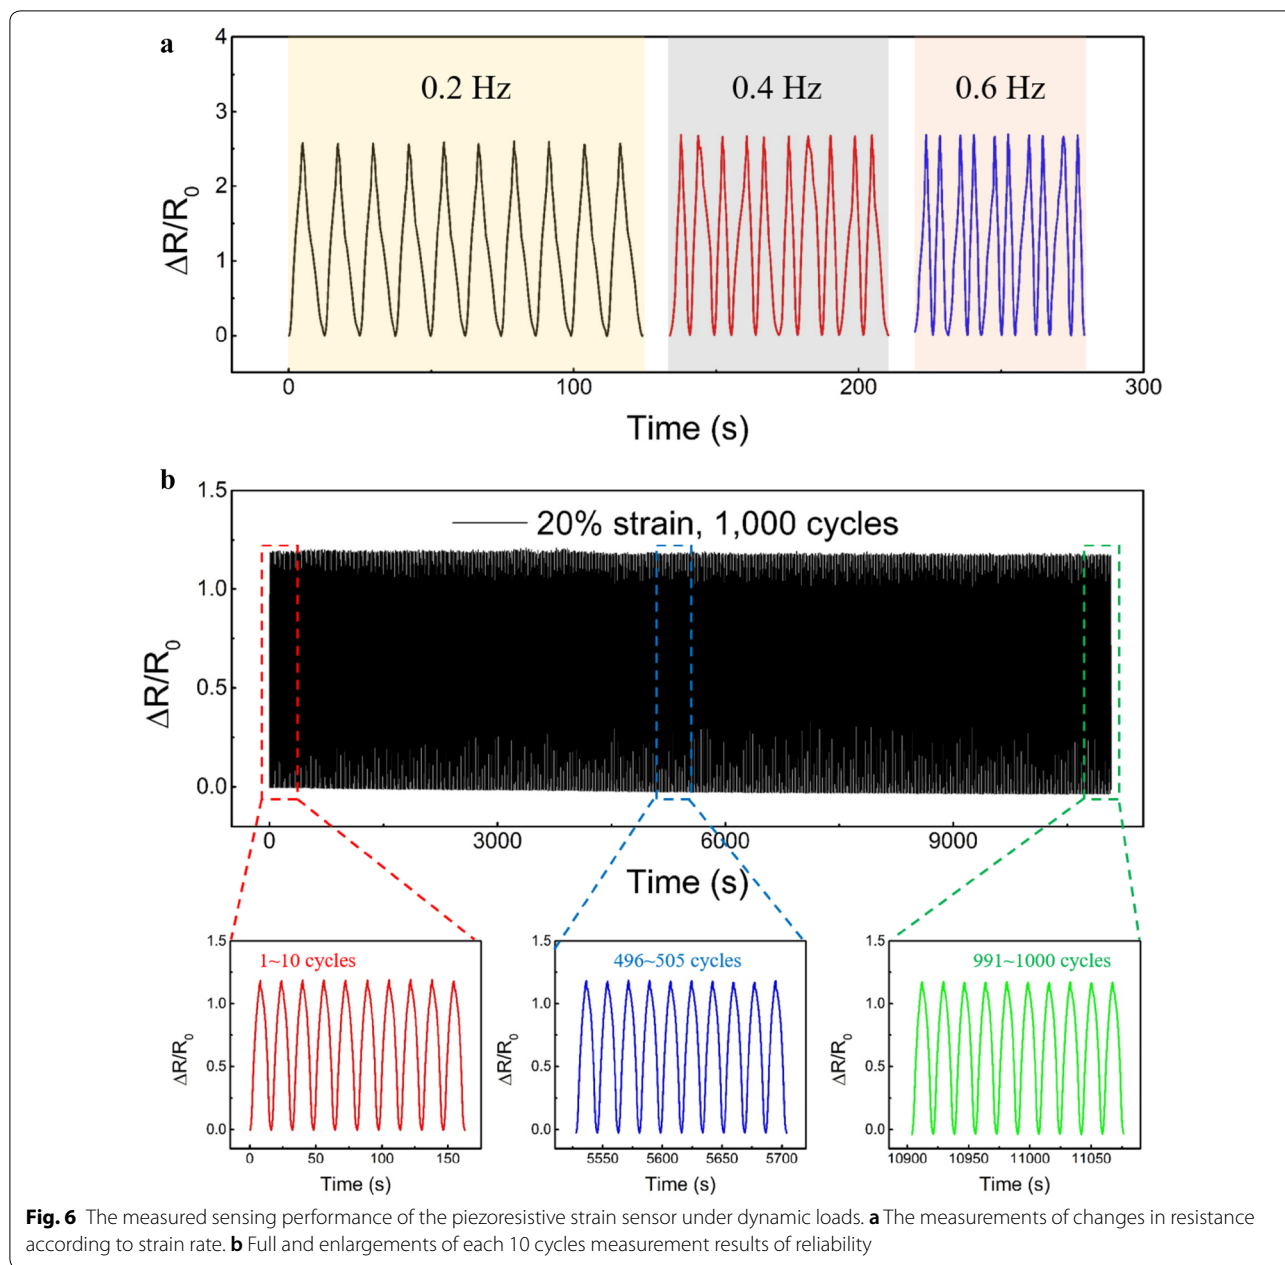 a
4
3
2
1
0
ΔR/R0
0.2 Hz
0.4 Hz
0.6 Hz
0 100 200 300
Time (s)
b
1.5
1.0
0.5
0.0
ΔR/R0
20% strain, 1,000 cycles
0 3000 6000 9000
Time (s)
1.5
1.0
0.5
0.0
ΔR/R0
1~10 cycles
0 50 100 150
Time (s)
1.5
1.0
0.5
0.0
ΔR/R0
496~505 cycles
5550 5600 5650 5700
Time (s)
1.5
1.0
0.5
0.0
ΔR/R0
991~1000 cycles
10900 10950 11000 11050
Time (s)
Fig. 6 The measured sensing performance of the piezoresistive strain sensor under dynamic loads. a The measurements of changes in resistance
according to strain rate. b Full and enlargements of each 10 cycles measurement results of reliability